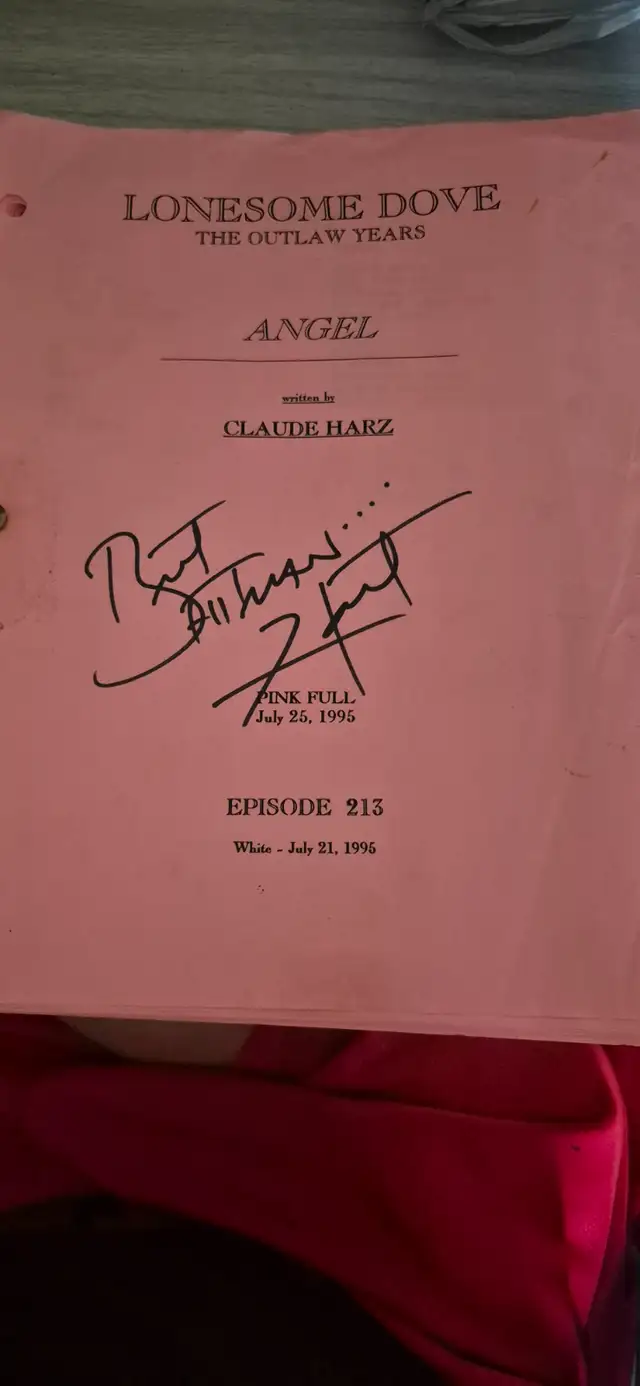 LONESOME DOVE
THE OUTLAW YEARS
ANGEL
written by
CLAUDE HARZ
PINK FULL
July 25, 1995
EPISODE 213
White - July 21, 1995